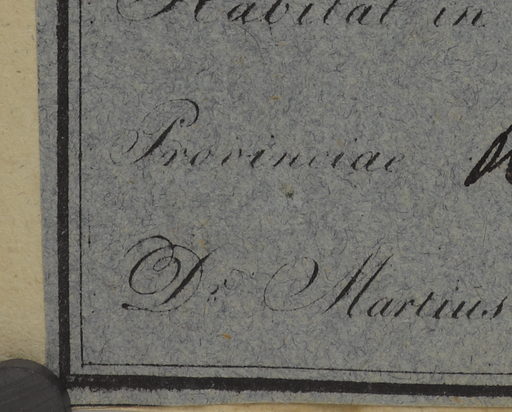 Habitat in
Provinciae
Dr. Martius